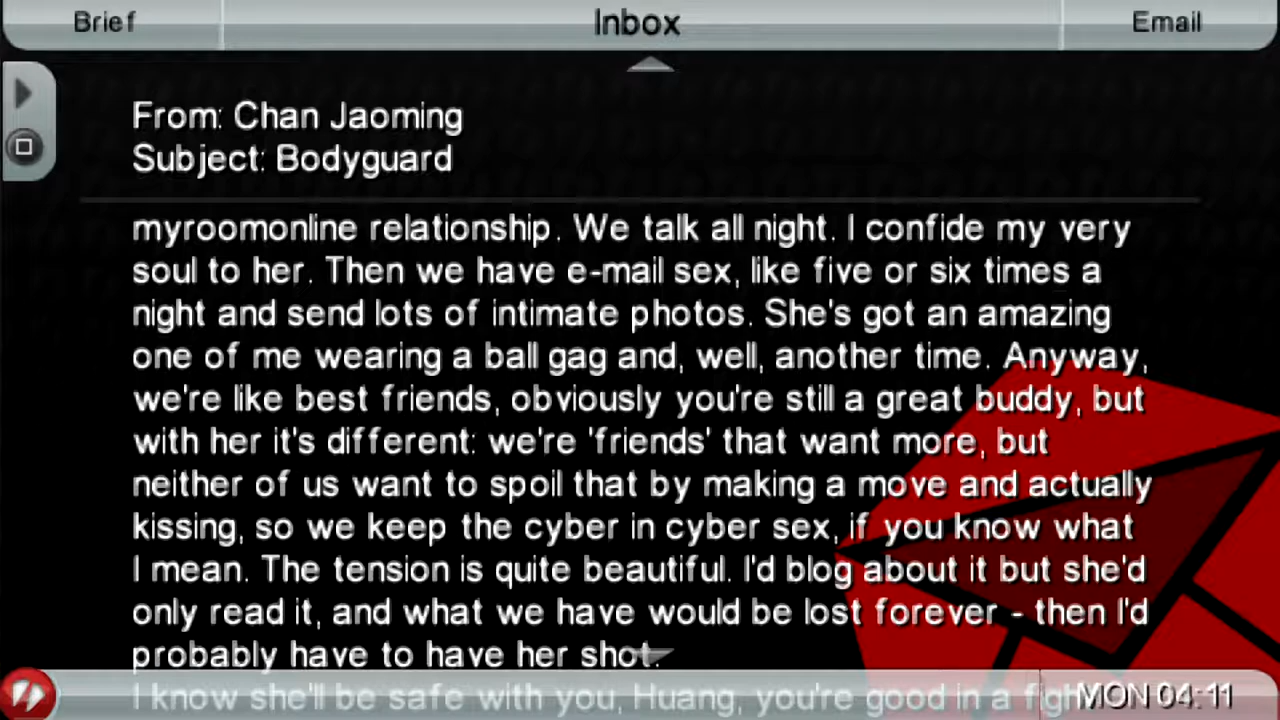 Brief
Inbox
Email
From: Chan Jaoming
Subject: Bodyguard
myroomonline relationship. We talk all night. I confide my very
soul to her. Then we have e-mail sex, like five or six times a
night and send lots of intimate photos. She's got an amazing
one of me wearing a ball gag and, well, another time. Anyway,
we're like best friends, obviously you're still a great buddy, but
with her it's different: we're 'friends' that want more, but
neither of us want to spoil that by making a move and actually
kissing, so we keep the cyber in cyber sex, if you know what
I mean. The tension is quite beautiful. I'd blog about it but she'd
only read it, and what we have would be lost forever - then I'd
probably have to have her shot.
I know she'll be safe with you, Huang, you're good in a
MON 04:11